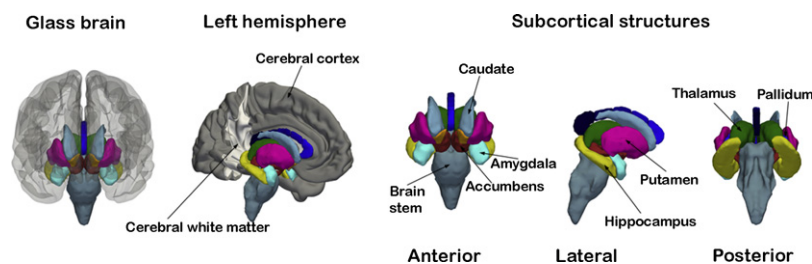 Glass brain
Left hemisphere
Subcortical structures
Cerebral cortex
Cerebral white matter
Caudate
Amygdala
Accumbens
Brain
stem
Putamen
Hippocampus
Thalamus
Pallidum
Anterior
Lateral
Posterior